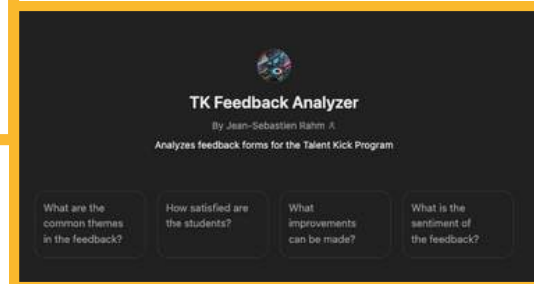 TK Feedback Analyzer
By Jean-Sebastien Rahm
Analyzes feedback forms for the Talent Kick Program
What are the
common themes
in the feedback?
How satisfied are
the students?
What
improvements
can be made?
What is the
sentiment of
the feedback?